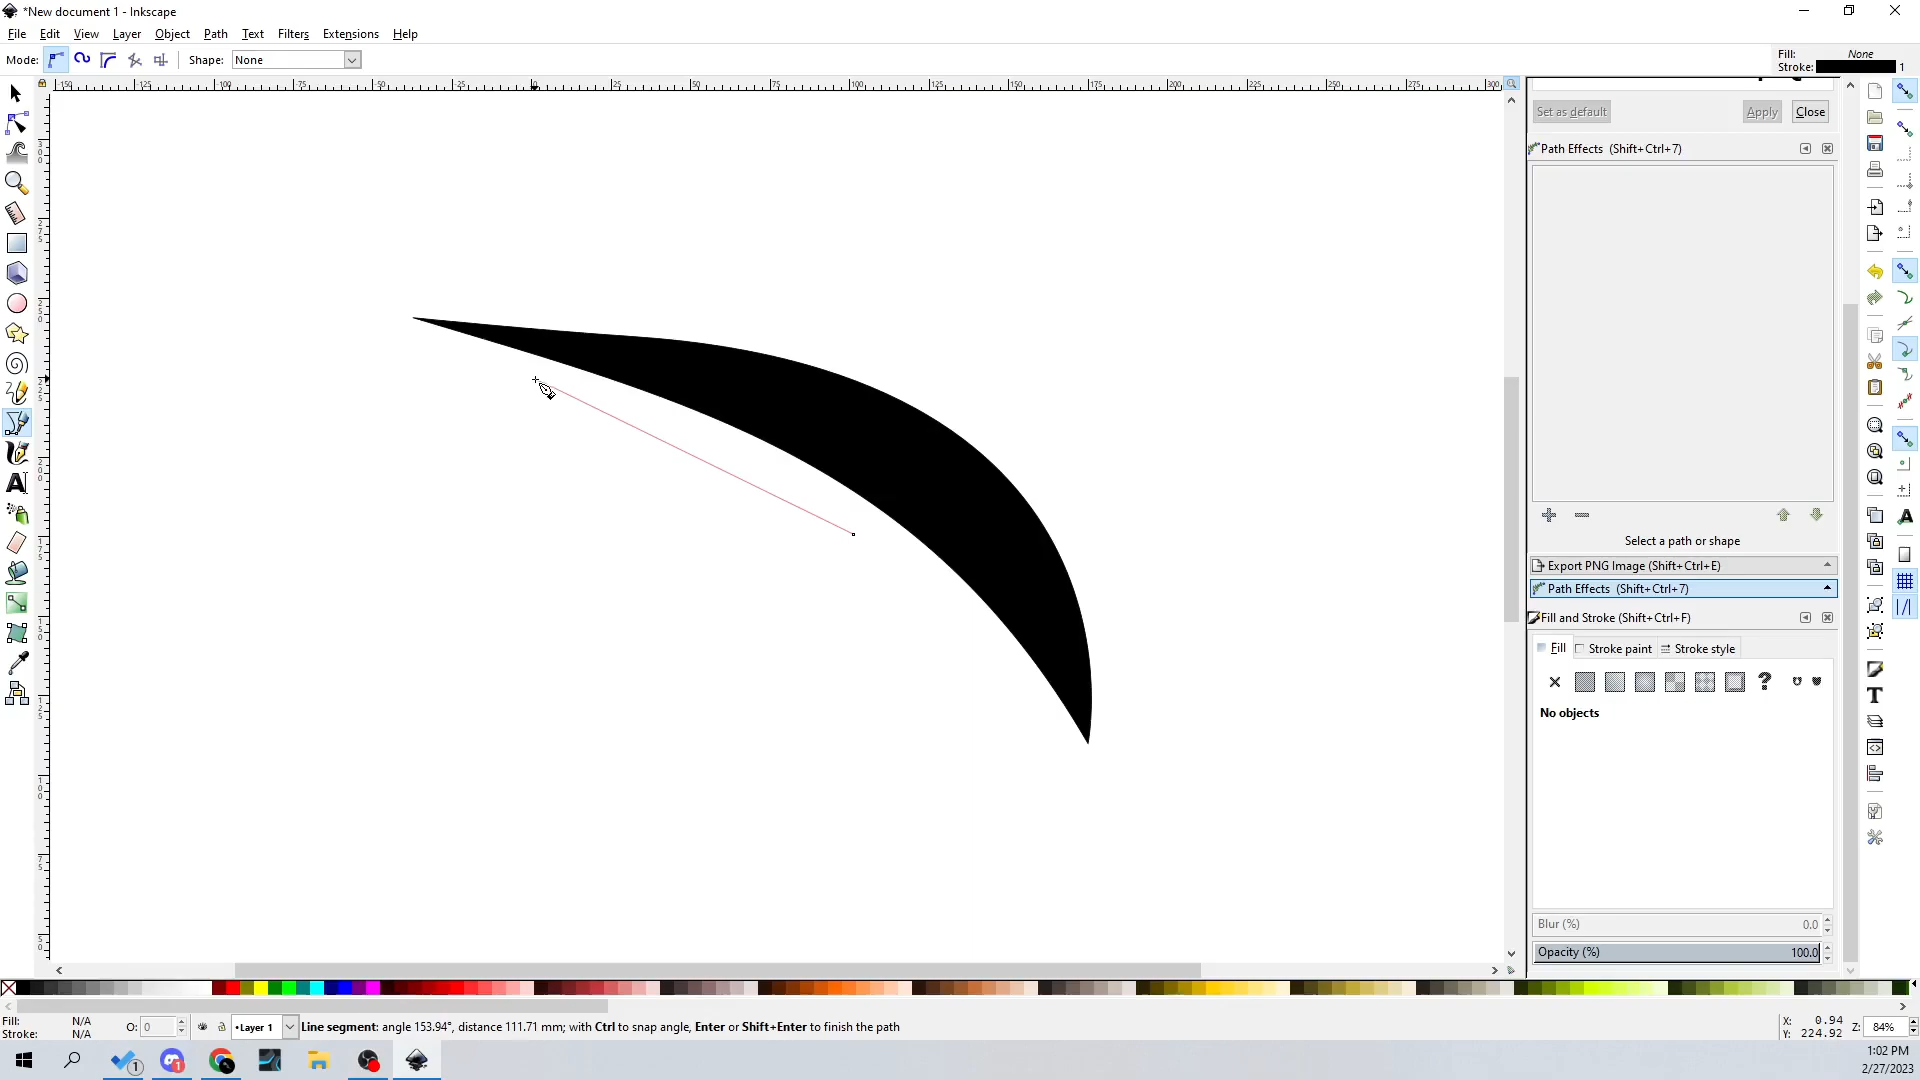 *New document 1 - Inkscape
File Edit View Layer Object Path Text Filters Extensions Help
Mode: Shape: None
Fill: None
Stroke: 1
Set as default Apply Close
Path Effects (Shift+Ctrl+7)
Select a path or shape
Export PNG Image (Shift+Ctrl+E)
Path Effects (Shift+Ctrl+7)
Fill and Stroke (Shift+Ctrl+F)
Fill Stroke paint Stroke style
No objects
Blur (%) 0.0
Opacity (%) 100.0
Fill: N/A
Stroke: N/A
O: 0
•Layer 1
Line segment: angle 153.94°, distance 111.71 mm; with Ctrl to snap angle, Enter or Shift+Enter to finish the path
X: 0.94
Y: 224.92
Z: 84%
1:02 PM
2/27/2023